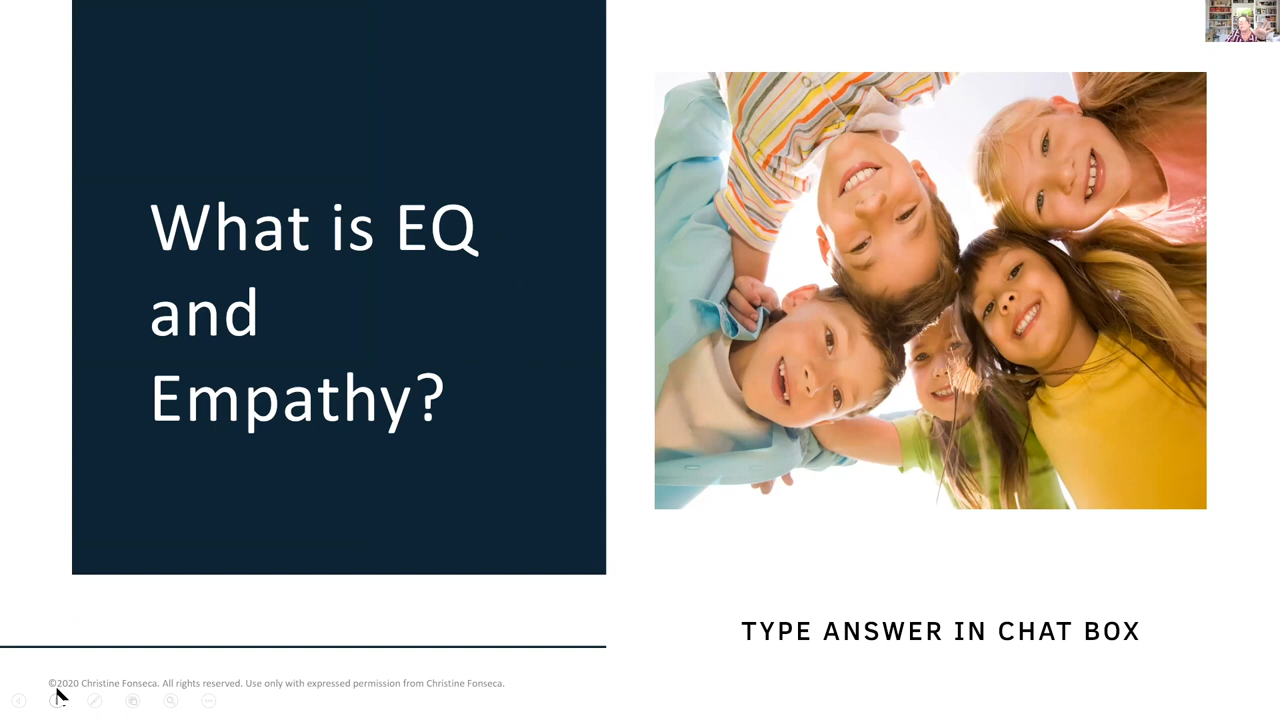 What is EQ
and
Empathy?
TYPE ANSWER IN CHAT BOX
©2020 Christine Fonseca. All rights reserved. Use only with expressed permission from Christine Fonseca.